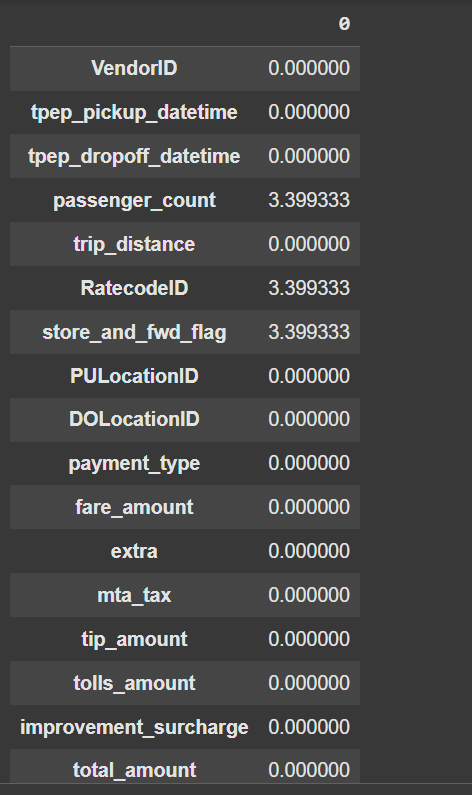 0
VendorID 0.000000
tpep_pickup_datetime 0.000000
tpep_dropoff_datetime 0.000000
passenger_count 3.399333
trip_distance 0.000000
RatecodeID 3.399333
store_and_fwd_flag 3.399333
PULocationID 0.000000
DOLocationID 0.000000
payment_type 0.000000
fare_amount 0.000000
extra 0.000000
mta_tax 0.000000
tip_amount 0.000000
tolls_amount 0.000000
improvement_surcharge 0.000000
total_amount 0.000000